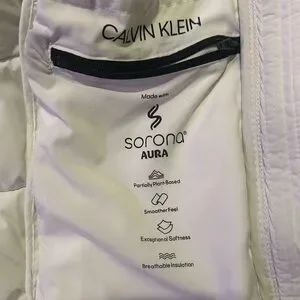 CALVIN KLEIN
Made with
sorona®
AURA
Partially Plant-Based
Smoother Feel
Exceptional Softness
Breathable Insulation